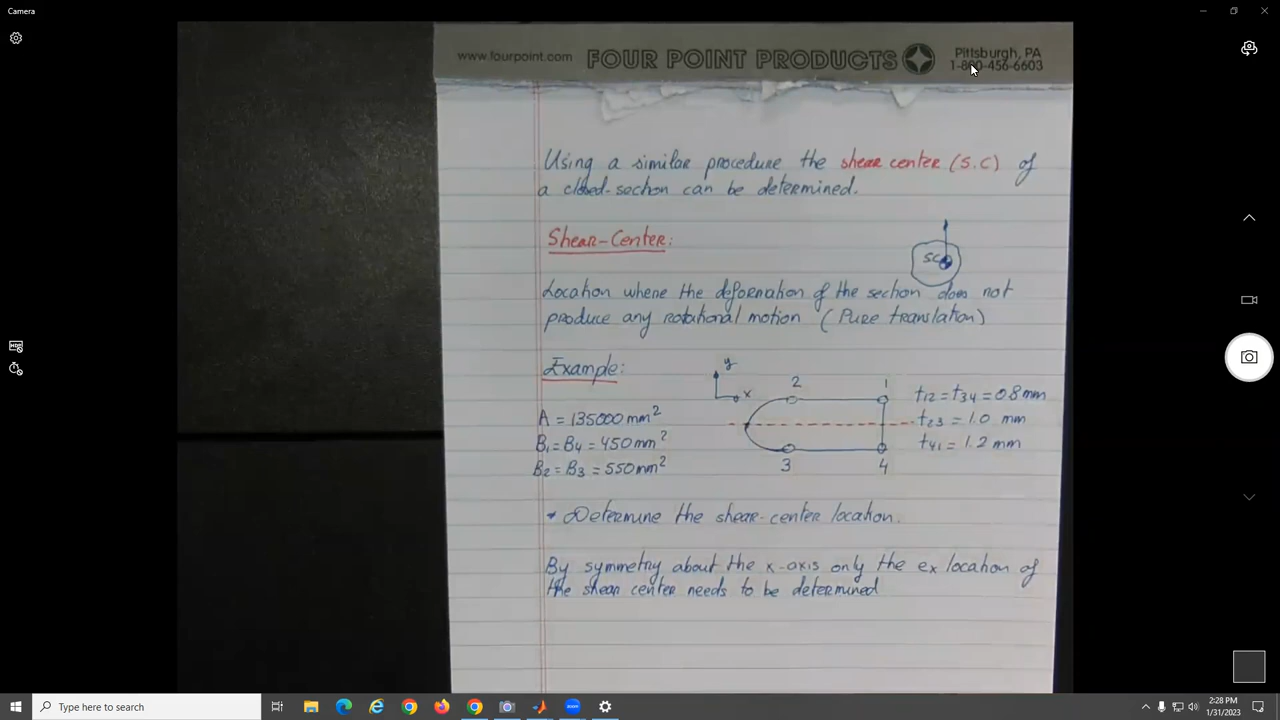 Camera
www.fourpoint.com FOUR POINT PRODUCTS Pittsburgh, PA
1-800-456-6603
Using a similar procedure the shear center (S.C) of
a closed-section can be determined.
Shear-Center:
SC
Location where the deformation of the section does not
produce any rotational motion (Pure translation)
Example:
y
x
2
1
3
4
A = 135000 mm²
B₁ = B₄ = 450 mm²
B₂ = B₃ = 550 mm²
t₁₂ = t₃₄ = 0.8 mm
t₂₃ = 1.0 mm
t₄₁ = 1.2 mm
* Determine the shear-center location.
By symmetry about the x-axis only the ex location of
the shear center needs to be determined
Type here to search
2:28 PM
1/31/2023